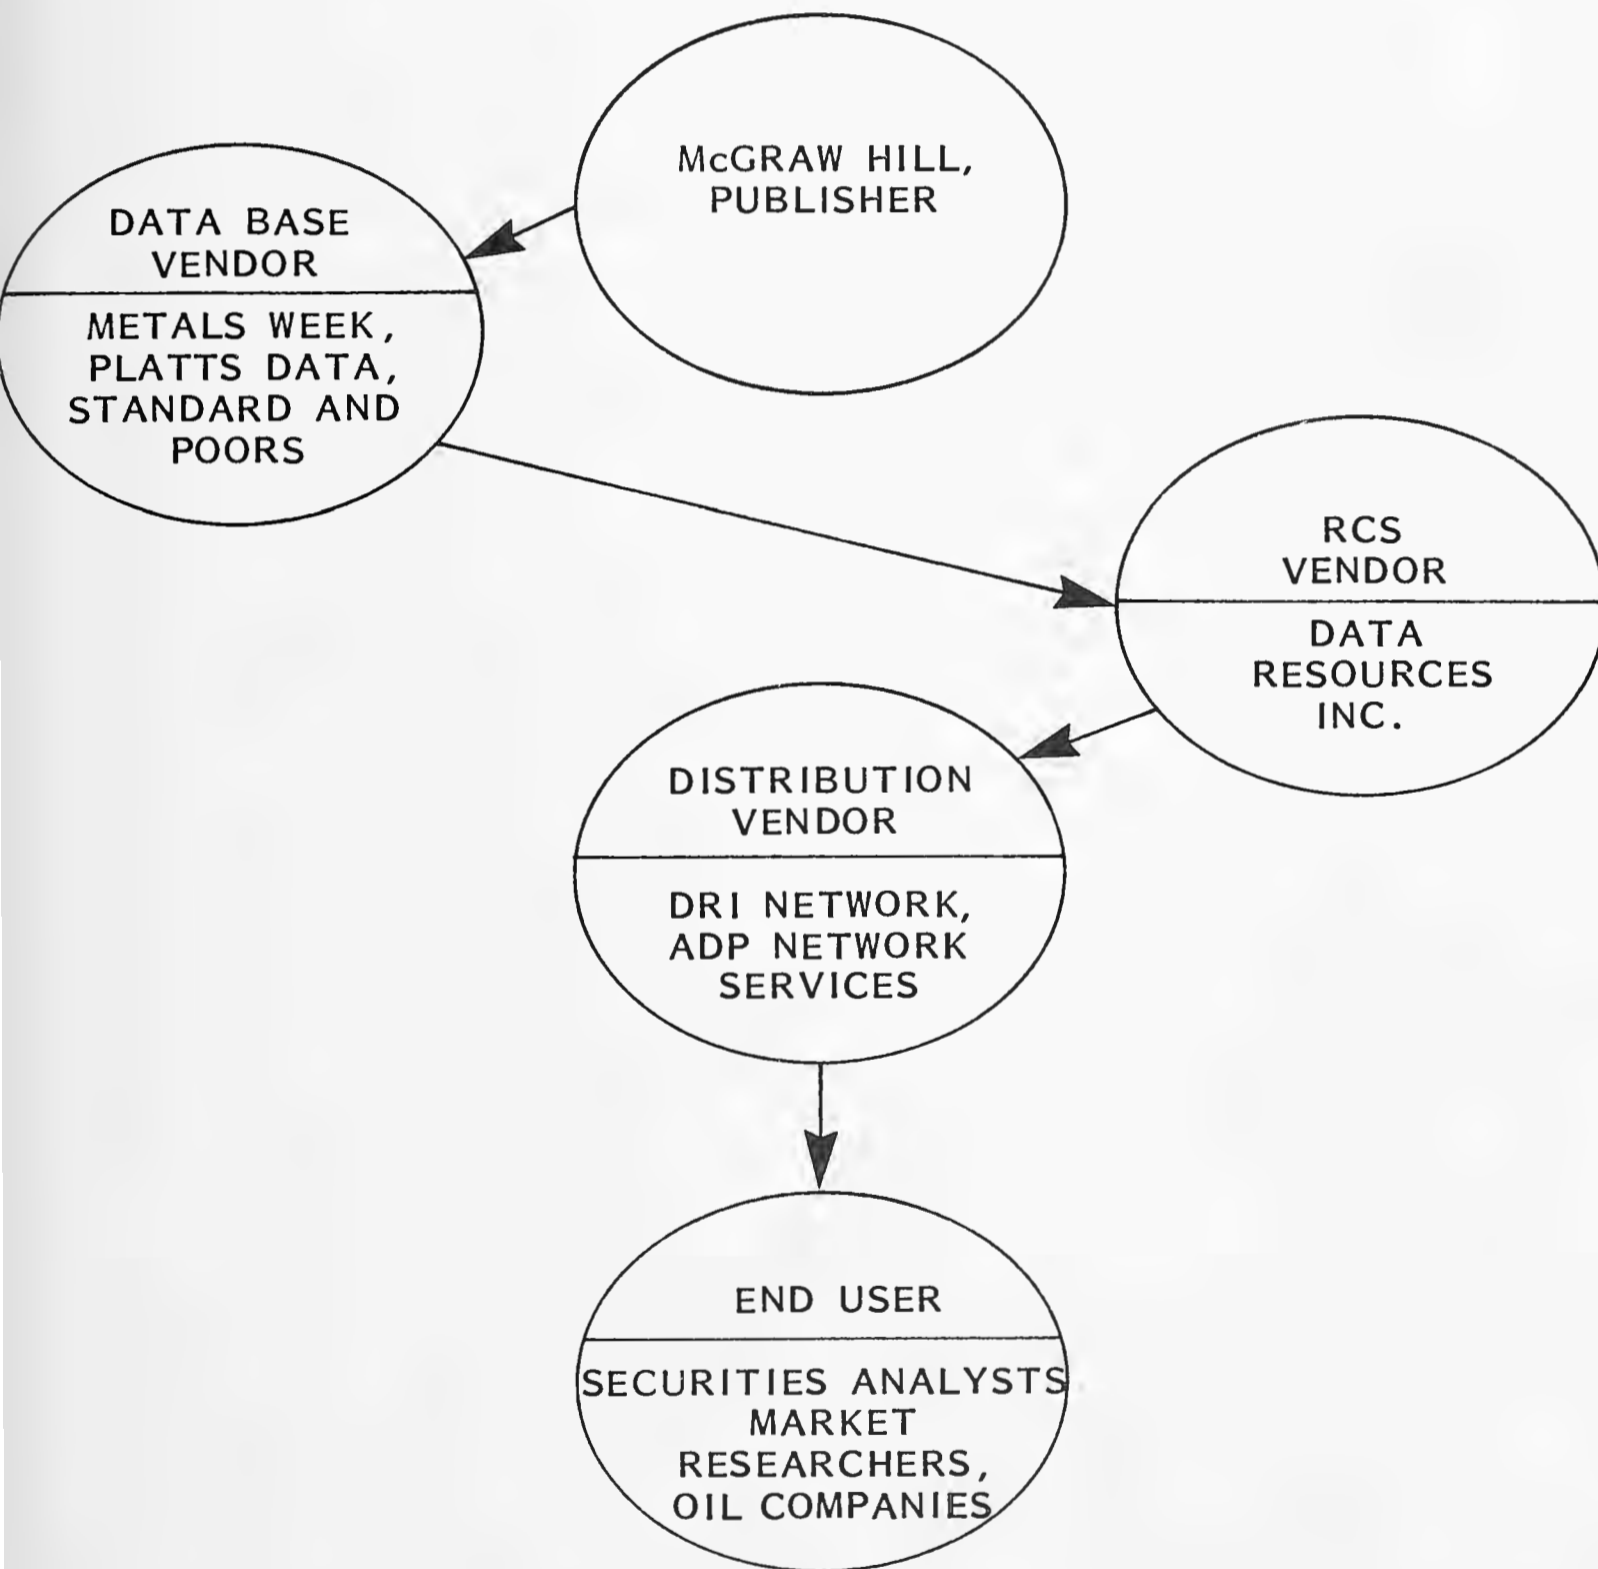 McGRAW HILL,
PUBLISHER
DATA BASE
VENDOR
METALS WEEK,
PLATTS DATA,
STANDARD AND
POORS
RCS
VENDOR
DATA
RESOURCES
INC.
DISTRIBUTION
VENDOR
DRI NETWORK,
ADP NETWORK
SERVICES
END USER
SECURITIES ANALYSTS
MARKET
RESEARCHERS,
OIL COMPANIES